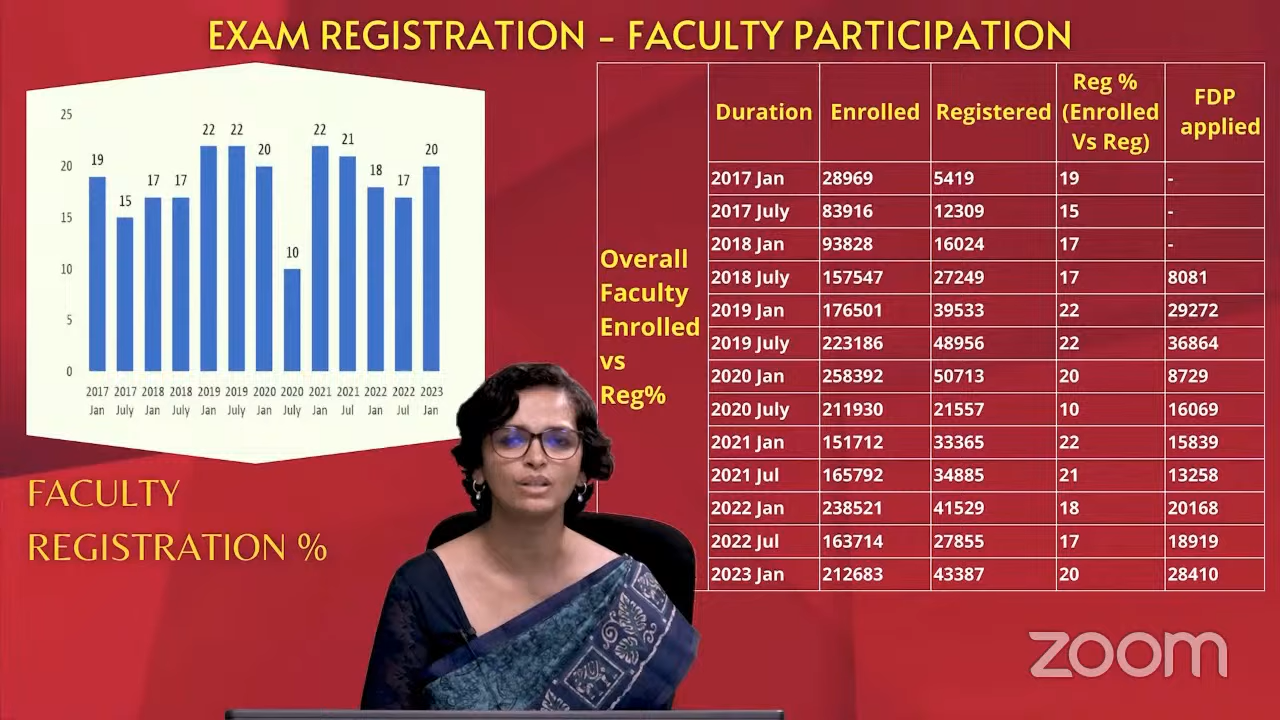 EXAM REGISTRATION - FACULTY PARTICIPATION
25
20
15
10
5
0
19
15
17
17
22
22
20
10
22
21
18
17
20
2017 2017 2018 2018 2019 2019 2020 2020 2021 2021 2022 2022 2023
Jan July Jan July Jan July Jan July Jan Jul Jan Jul Jan
FACULTY
REGISTRATION %
Overall
Faculty
Enrolled
vs
Reg%
Duration Enrolled Registered Reg % (Enrolled Vs Reg) FDP applied
2017 Jan 28969 5419 19 -
2017 July 83916 12309 15 -
2018 Jan 93828 16024 17 -
2018 July 157547 27249 17 8081
2019 Jan 176501 39533 22 29272
2019 July 223186 48956 22 36864
2020 Jan 258392 50713 20 8729
2020 July 211930 21557 10 16069
2021 Jan 151712 33365 22 15839
2021 Jul 165792 34885 21 13258
2022 Jan 238521 41529 18 20168
2022 Jul 163714 27855 17 18919
2023 Jan 212683 43387 20 28410
zoom